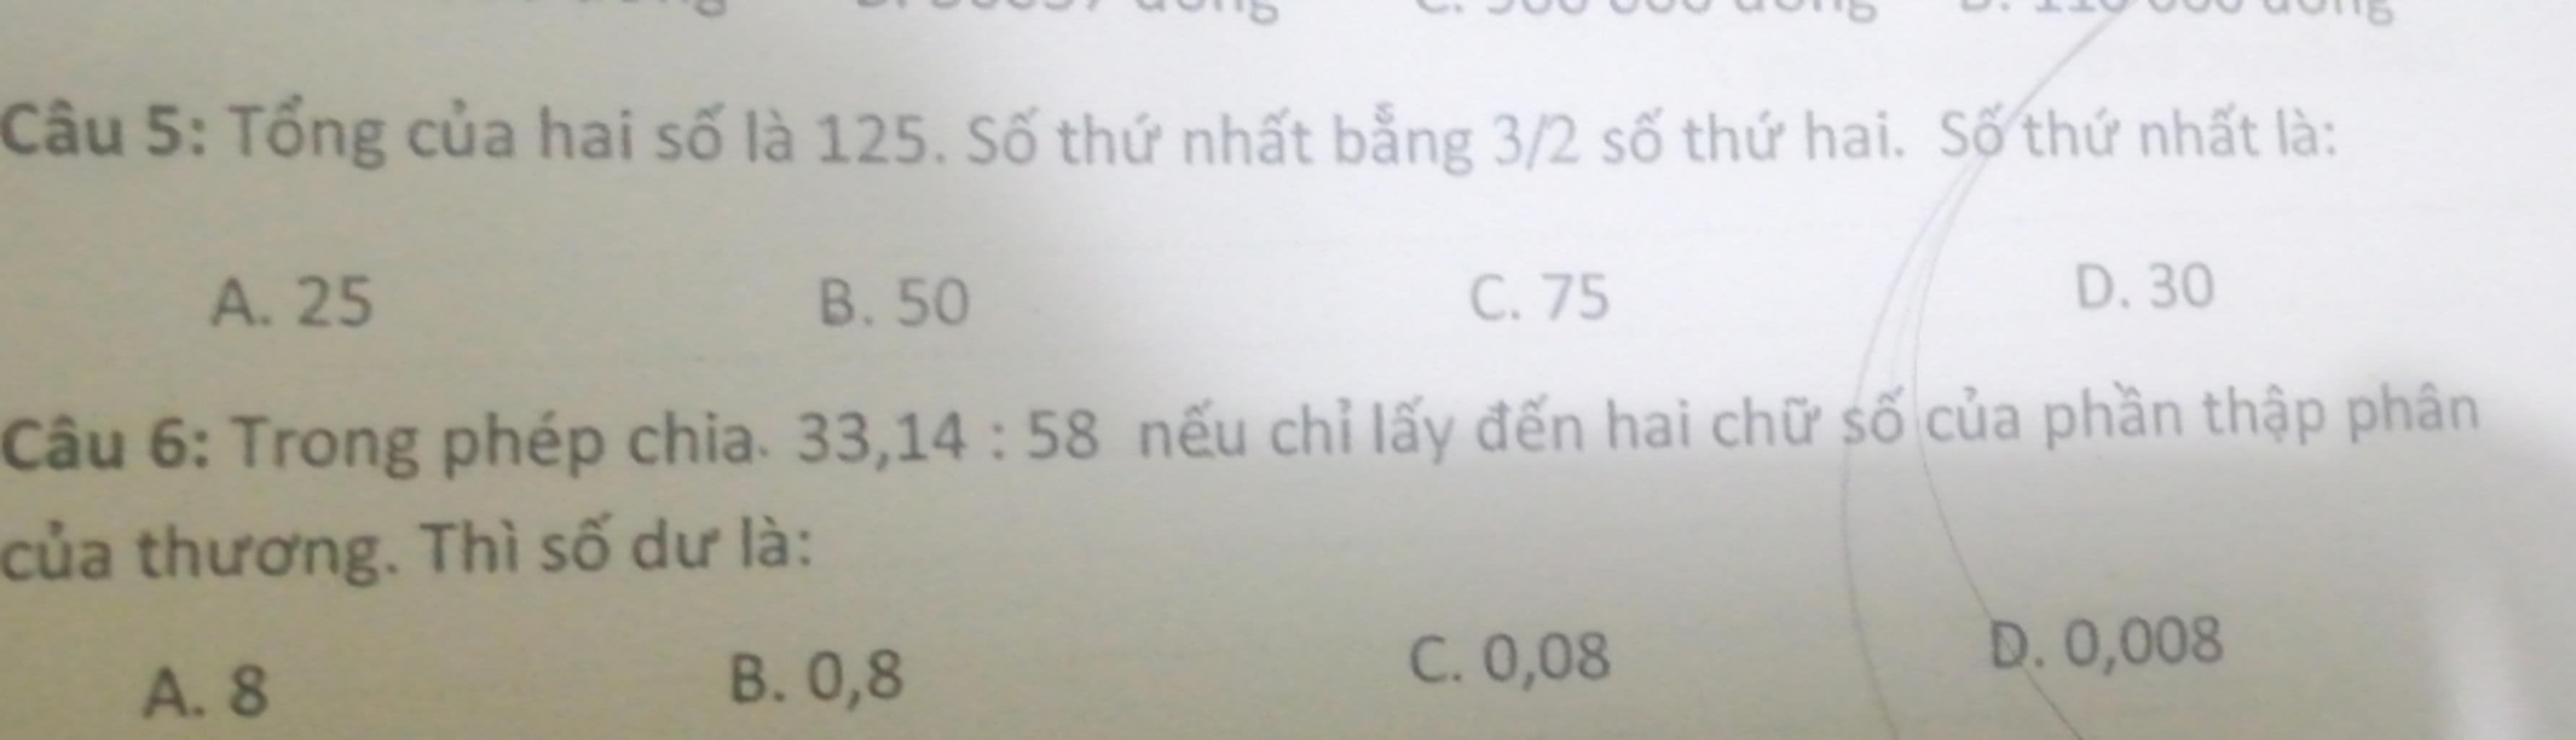 đồng
Câu 5: Tổng của hai số là 125. Số thứ nhất bằng 3/2 số thứ hai. Số thứ nhất là:
A. 25 B. 50 C. 75 D. 30
Câu 6: Trong phép chia. 33,14 : 58 nếu chỉ lấy đến hai chữ số của phần thập phân
của thương. Thì số dư là:
A. 8 B. 0,8 C. 0,08 D. 0,008